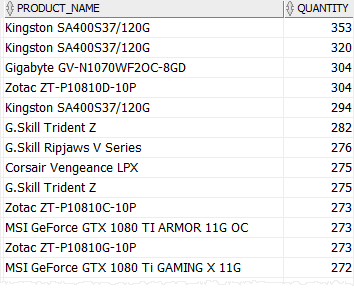 PRODUCT_NAME QUANTITY
Kingston SA400S37/120G 353
Kingston SA400S37/120G 320
Gigabyte GV-N1070WF2OC-8GD 304
Zotac ZT-P10810D-10P 304
Kingston SA400S37/120G 294
G.Skill Trident Z 282
G.Skill Ripjaws V Series 276
Corsair Vengeance LPX 275
G.Skill Trident Z 275
Zotac ZT-P10810C-10P 273
MSI GeForce GTX 1080 TI ARMOR 11G OC 273
Zotac ZT-P10810G-10P 273
MSI GeForce GTX 1080 Ti GAMING X 11G 272